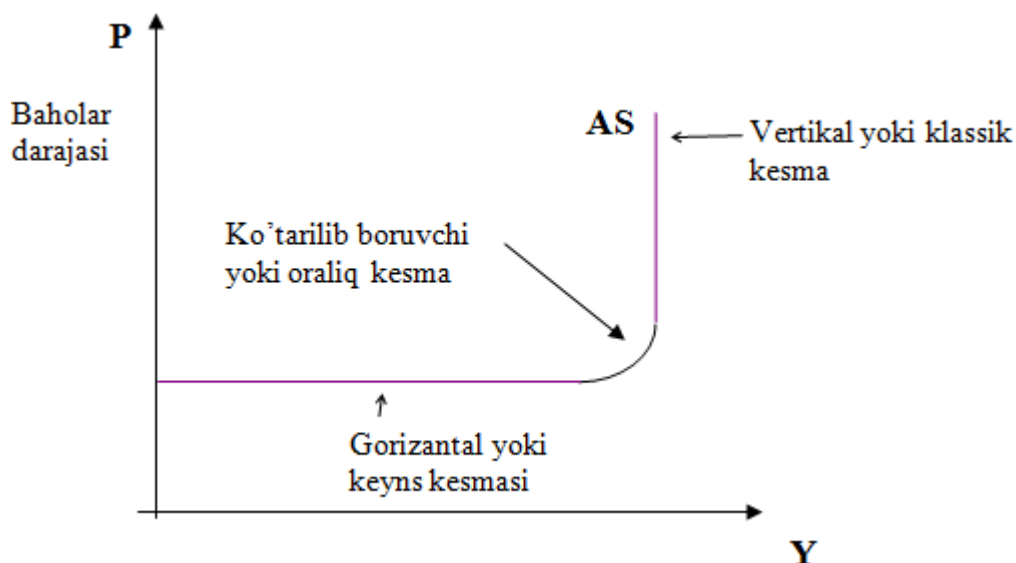 P
Baholar
darajasi
AS
Vertikal yoki klassik
kesma
Ko’tarilib boruvchi
yoki oraliq kesma
Gorizantal yoki
keyns kesmasi
Y